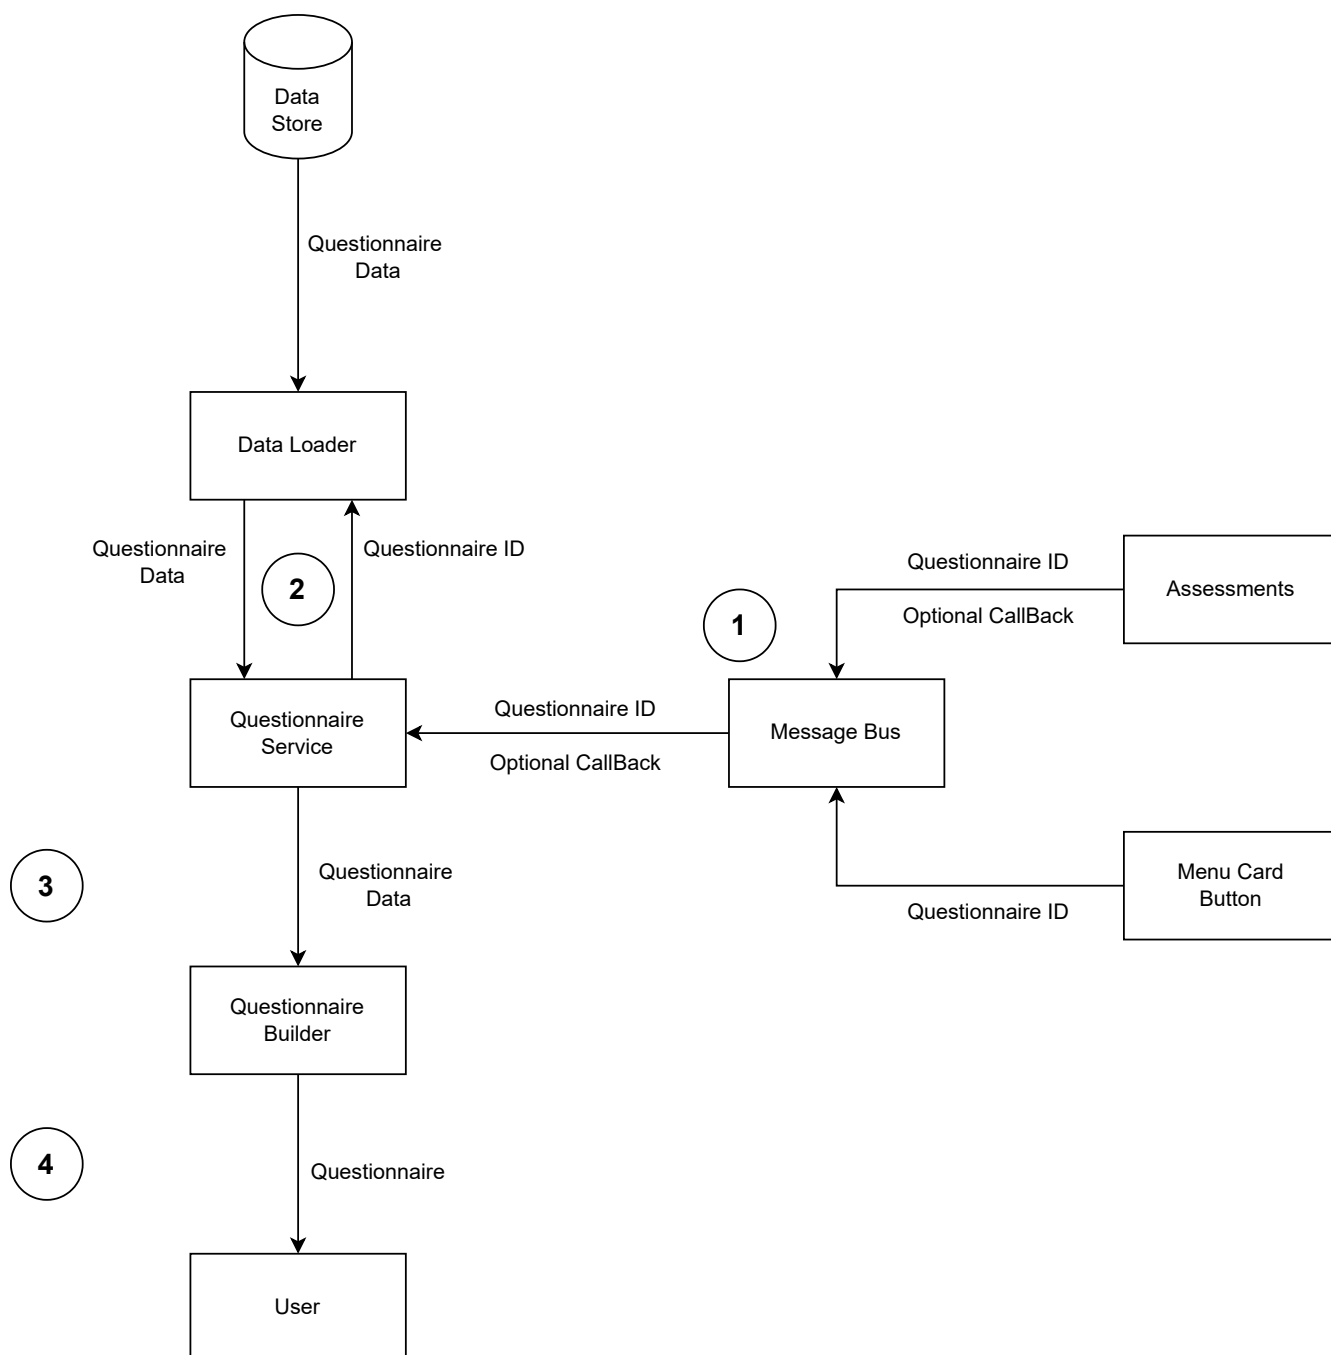 Data
Store
Questionnaire
Data
Data Loader
Questionnaire
Data
2
Questionnaire ID
1
Questionnaire ID
Optional CallBack
Assessments
Questionnaire
Service
Questionnaire ID
Optional CallBack
Message Bus
3
Questionnaire
Data
Menu Card
Button
Questionnaire ID
Questionnaire
Builder
4
Questionnaire
User